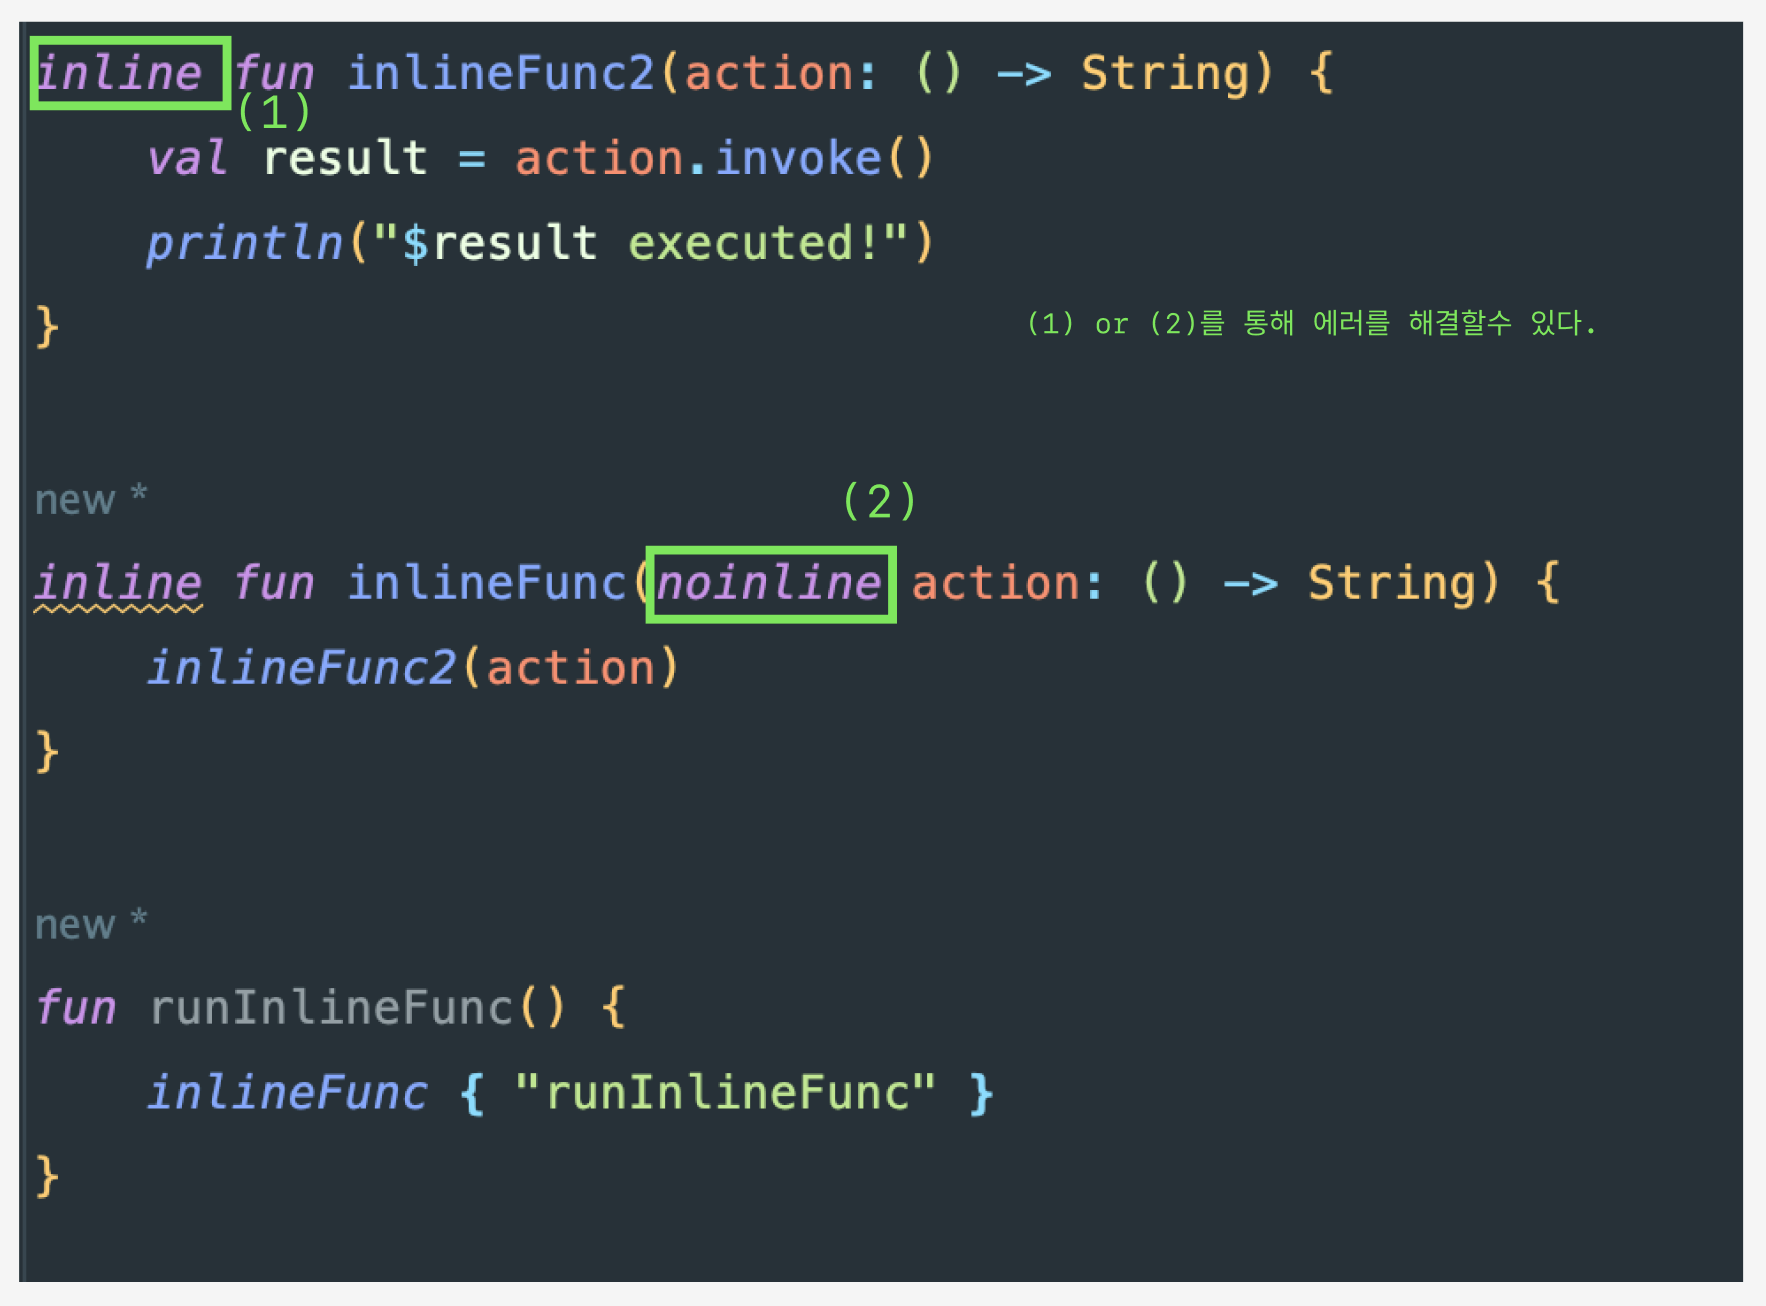 inline fun inlineFunc2(action: () -> String) {
(1)
val result = action.invoke()
println("$result executed!")
}
(1) or (2)를 통해 에러를 해결할수 있다.
new *
(2)
inline fun inlineFunc(noinline action: () -> String) {
inlineFunc2(action)
}
new *
fun runInlineFunc() {
inlineFunc { "runInlineFunc" }
}